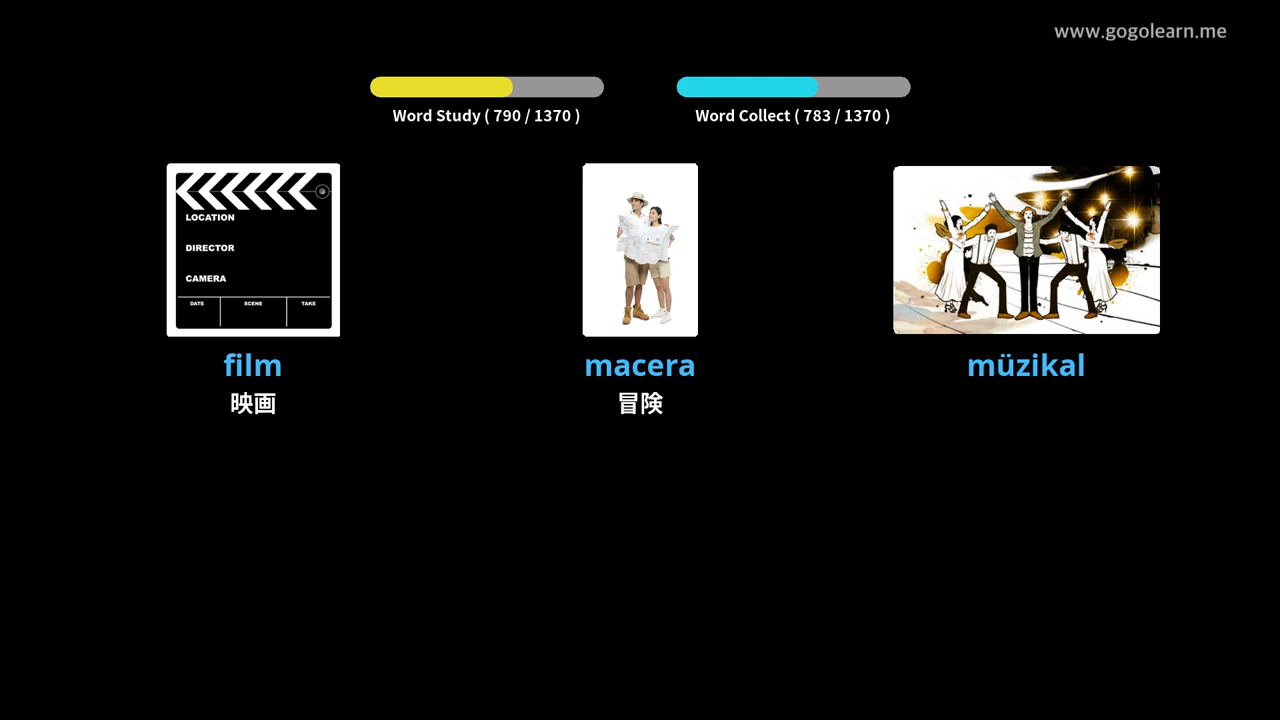 www.gogolearn.me
Word Study ( 790 / 1370 )
Word Collect ( 783 / 1370 )
LOCATION
DIRECTOR
CAMERA
DATE SCENE TAKE
film
映画
macera
冒険
müzikal